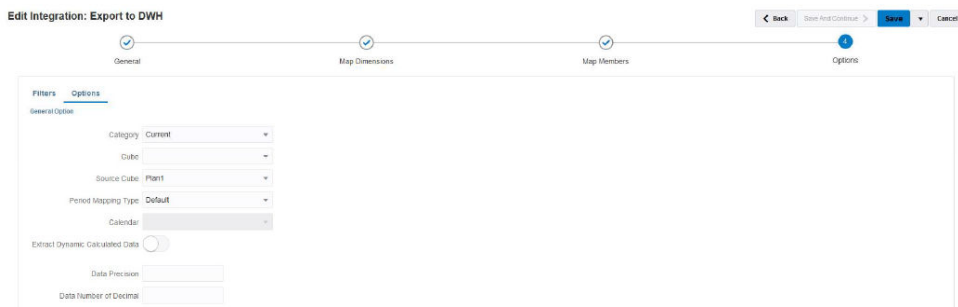 Edit Integration: Export to DWH
Back
Save And Continue
Save
Cancel
4
General
Map Dimensions
Map Members
Options
Filters Options
General Option
Category Current
Cube
Source Cube Plan1
Period Mapping Type Default
Calendar
Extract Dynamic Calculated Data
Data Precision
Data Number of Decimal